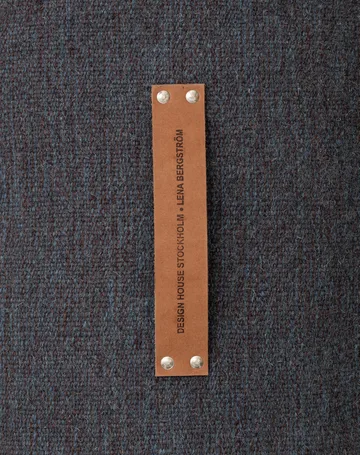 DESIGN HOUSE STOCKHOLM • LENA BERGSTRÖM